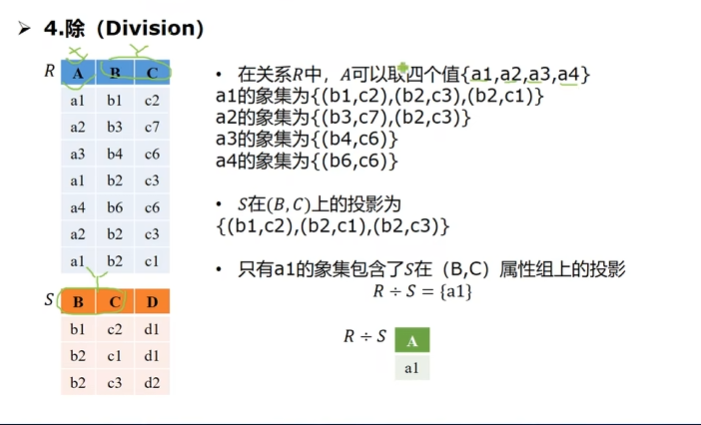 ➢ 4.除（Division）
X Y
R A B C
a1 b1 c2
a2 b3 c7
a3 b4 c6
a1 b2 c3
a4 b6 c6
a2 b2 c3
a1 b2 c1
Y
S B C D
b1 c2 d1
b2 c1 d1
b2 c3 d2
• 在关系R中，A可以取四个值{a1,a2,a3,a4}
a1的象集为{(b1,c2),(b2,c3),(b2,c1)}
a2的象集为{(b3,c7),(b2,c3)}
a3的象集为{(b4,c6)}
a4的象集为{(b6,c6)}
• S在(B,C)上的投影为
{(b1,c2),(b2,c1),(b2,c3)}
• 只有a1的象集包含了S在（B,C）属性组上的投影
R ÷ S = {a1}
R ÷ S A
a1